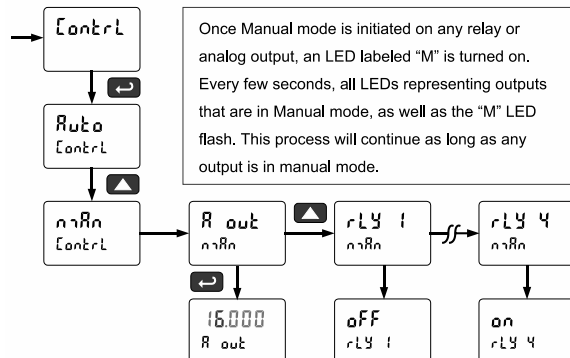 Contrl
Once Manual mode is initiated on any relay or
analog output, an LED labeled “M” is turned on.
Every few seconds, all LEDs representing outputs
that are in Manual mode, as well as the “M” LED
flash. This process will continue as long as any
output is in manual mode.
Auto
Contrl
mAn
Contrl
A out
mAn
rLY 1
mAn
rLY 4
mAn
16.000
A out
oFF
rLY 1
on
rLY 4